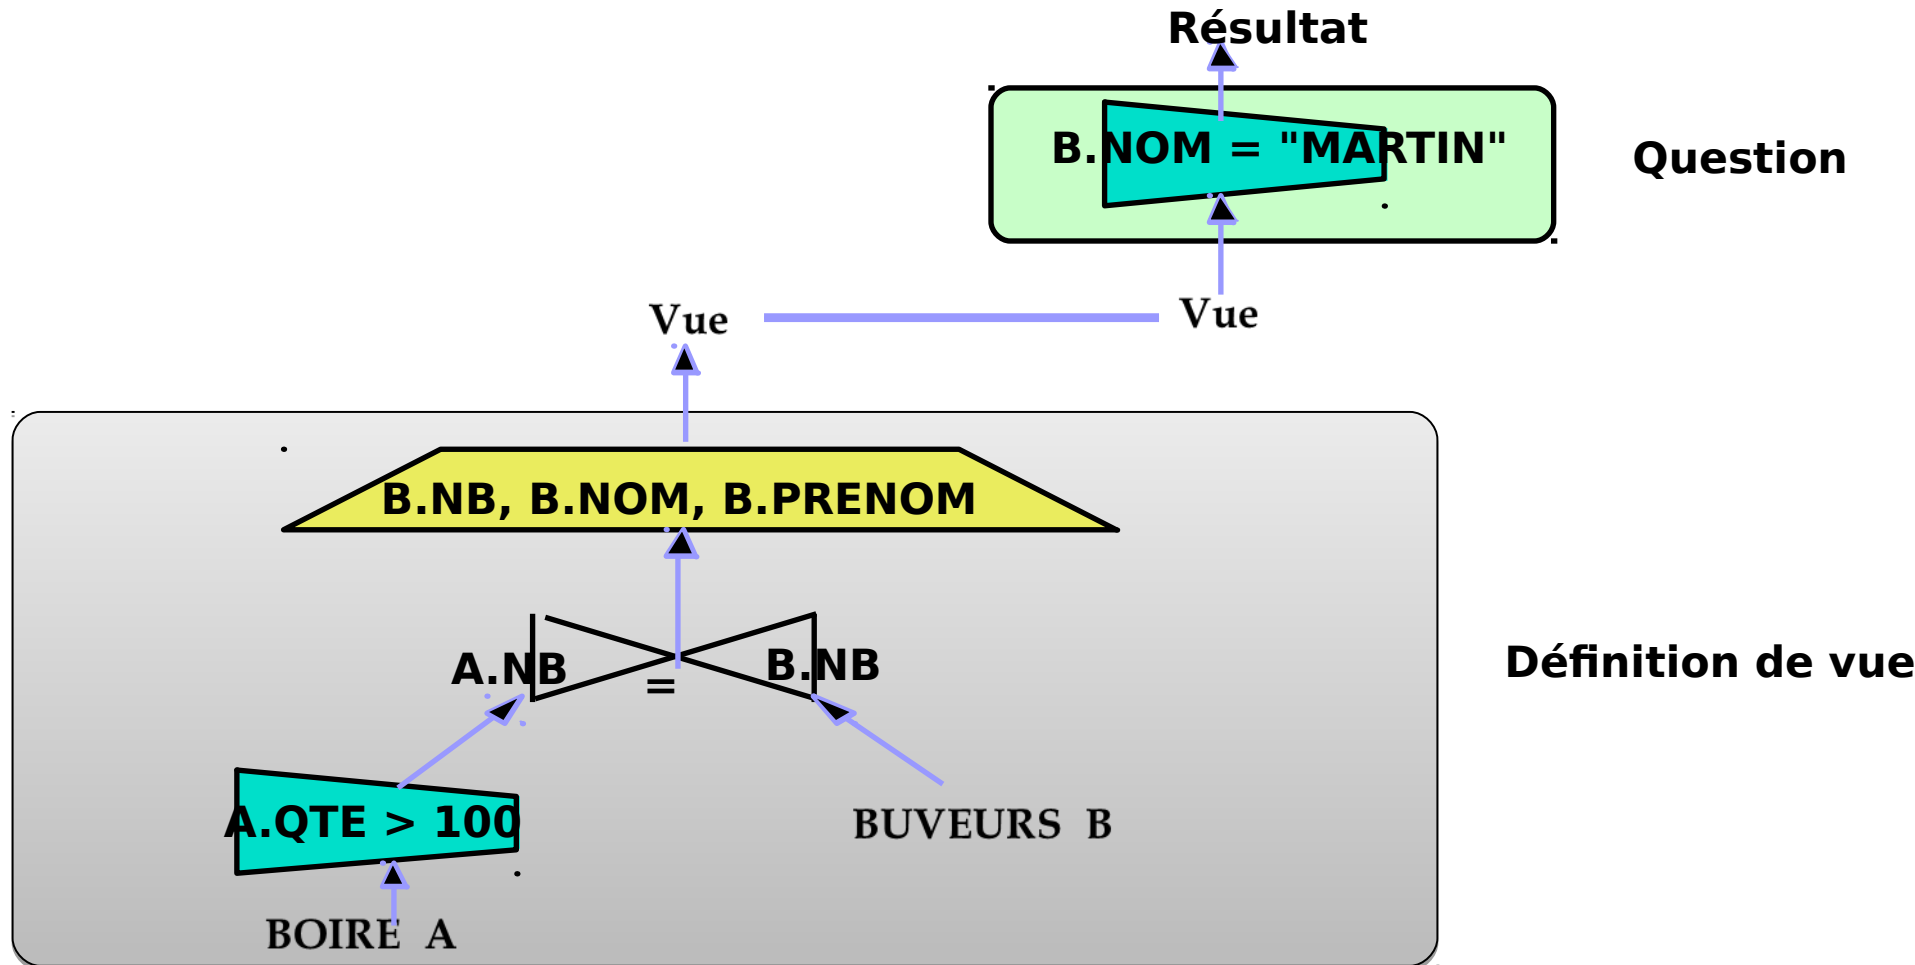 Résultat
B.NOM = "MARTIN"
Question
Vue
Vue
B.NB, B.NOM, B.PRENOM
A.NB
=
B.NB
Définition de vue
A.QTE > 100
BUVEURS B
BOIRE A